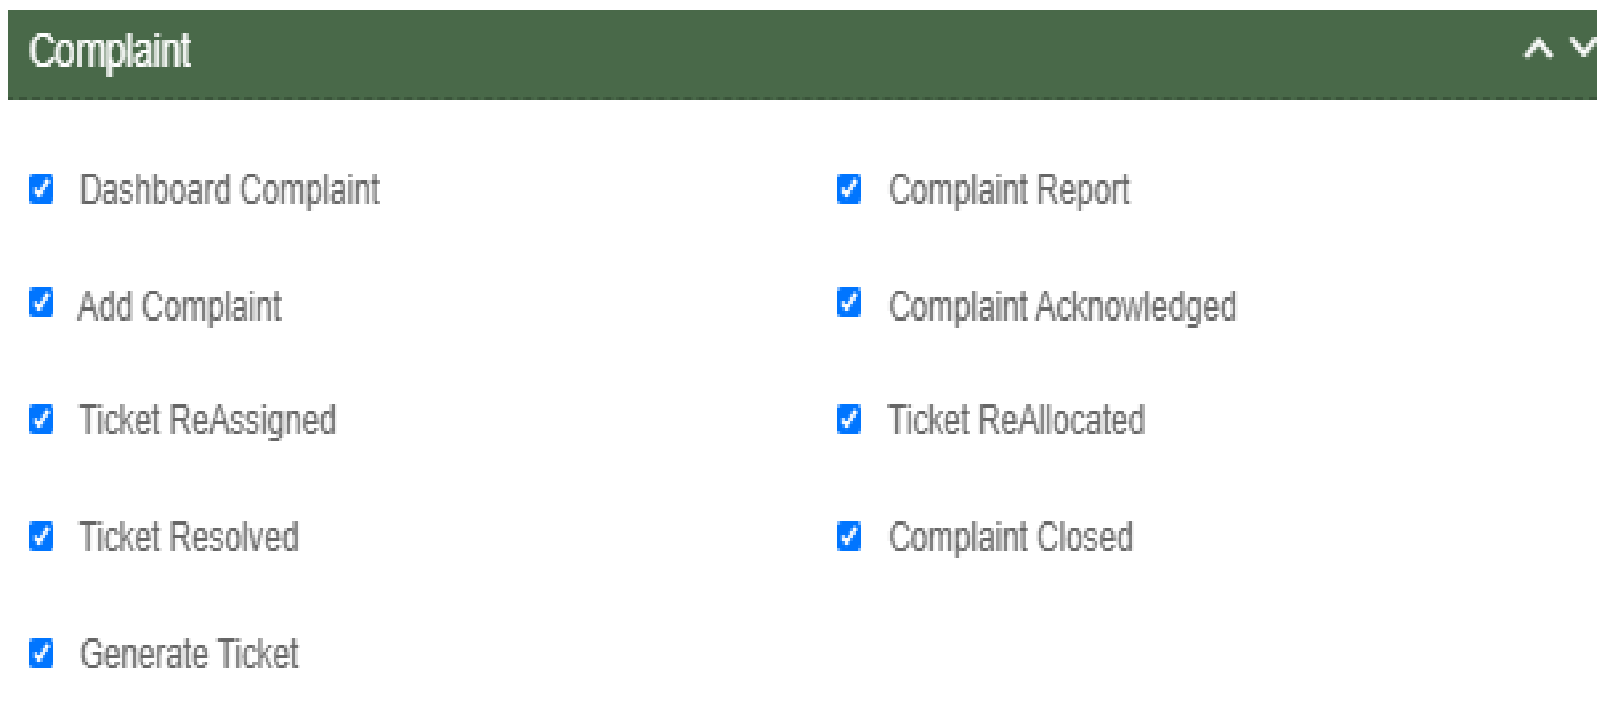 Complaint
Dashboard Complaint
Complaint Report
Add Complaint
Complaint Acknowledged
Ticket ReAssigned
Ticket ReAllocated
Ticket Resolved
Complaint Closed
Generate Ticket